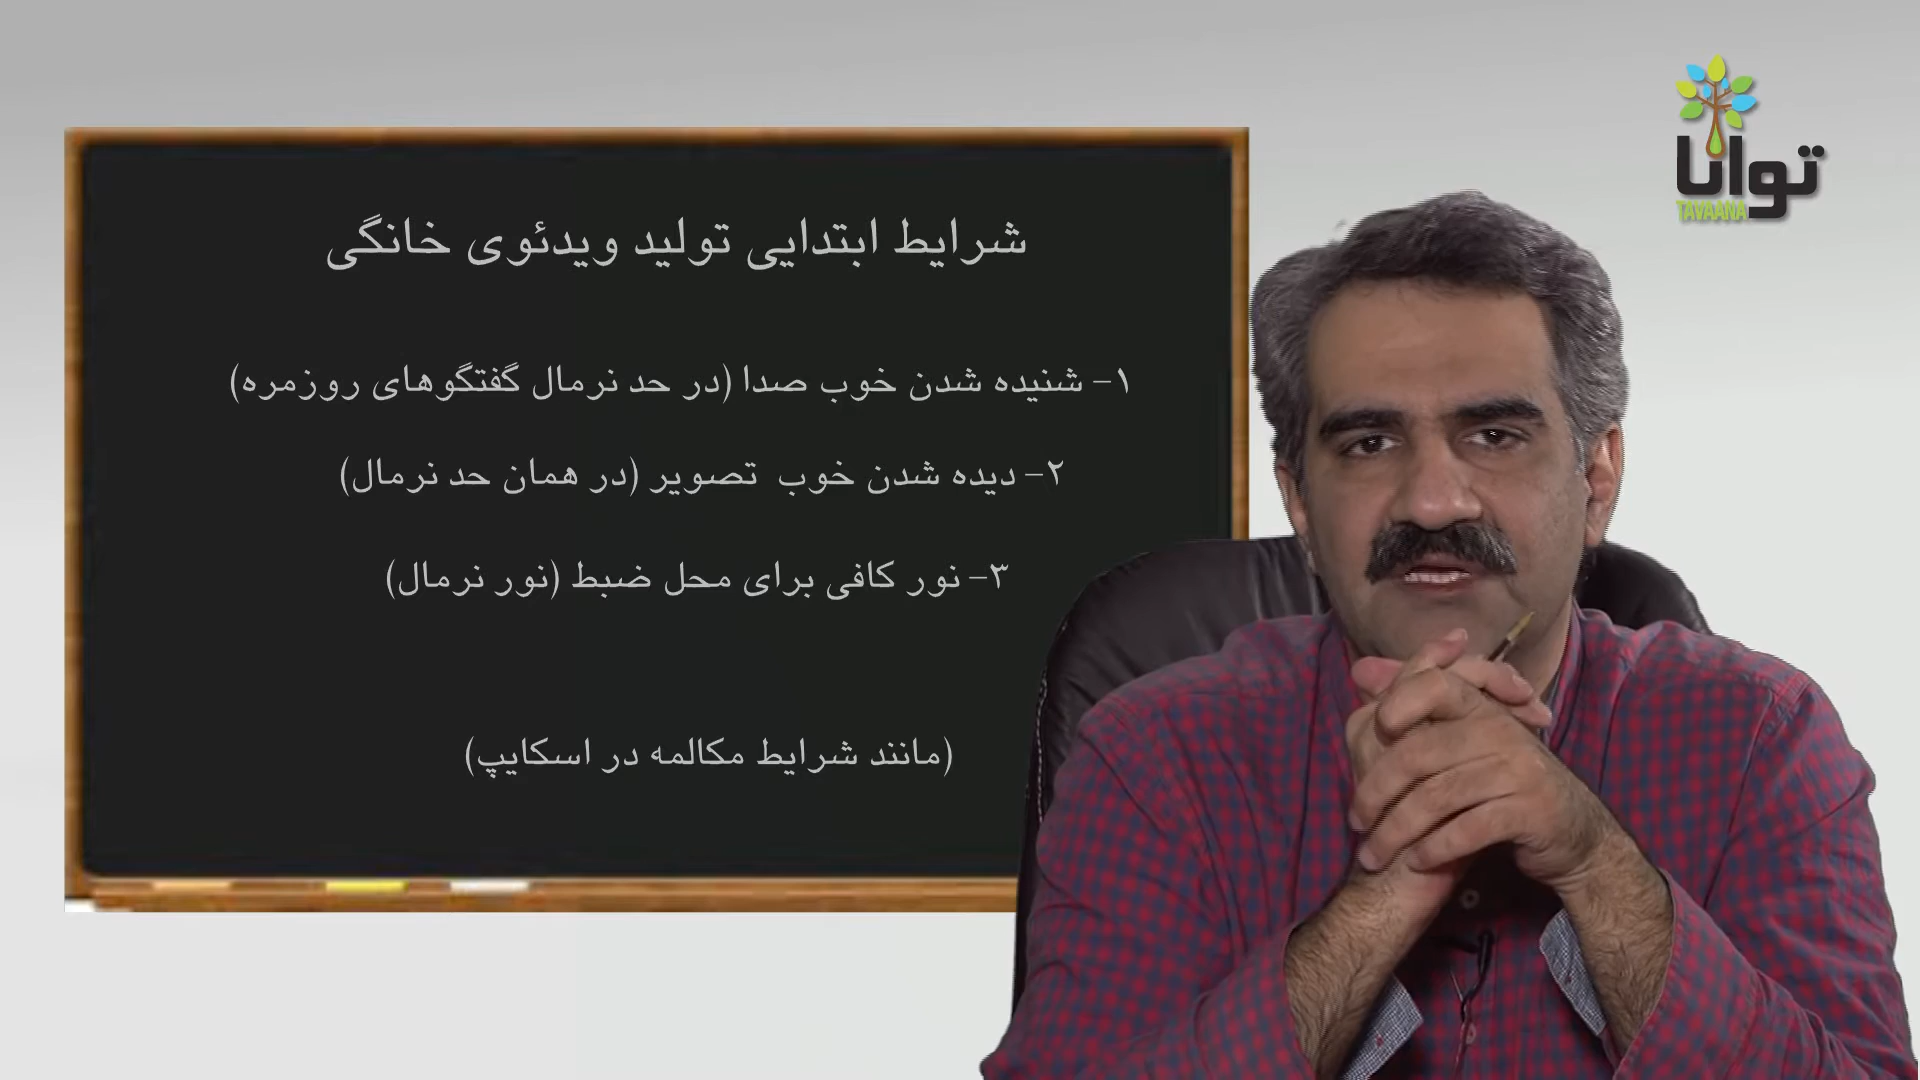 شرایط ابتدایی تولید ویدئوی خانگی
۱- شنیده شدن خوب صدا (در حد نرمال گفتگوهای روزمره)
۲- دیده شدن خوب تصویر (در همان حد نرمال)
۳- نور کافی برای محل ضبط (نور نرمال)
(مانند شرایط مکالمه در اسکایپ)
توانا
TAVAANA